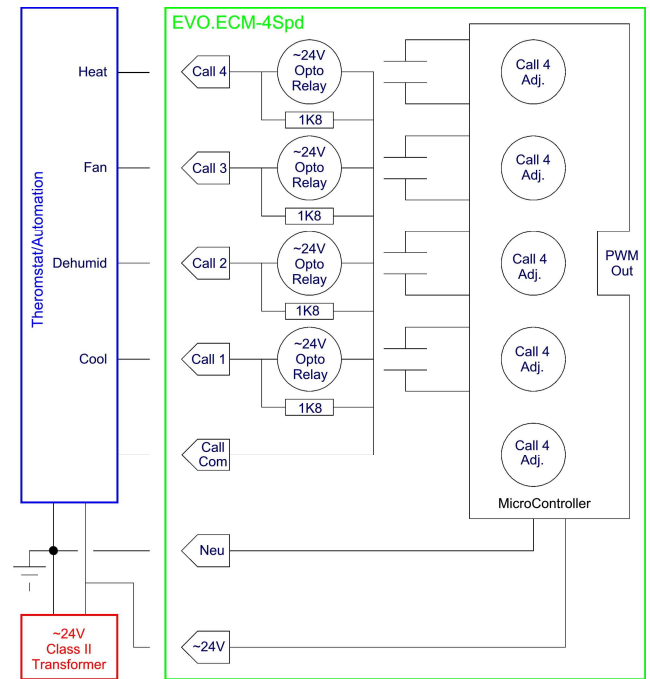 EVO.ECM-4Spd
Theromstat/Automation
Heat
Call 4
~24V
Opto
Relay
1K8
Call 4
Adj.
Fan
Call 3
~24V
Opto
Relay
1K8
Call 4
Adj.
Dehumid
Call 2
~24V
Opto
Relay
1K8
Call 4
Adj.
PWM
Out
Cool
Call 1
~24V
Opto
Relay
1K8
Call 4
Adj.
Call
Com
Call 4
Adj.
MicroController
Neu
~24V
Class II
Transformer
~24V